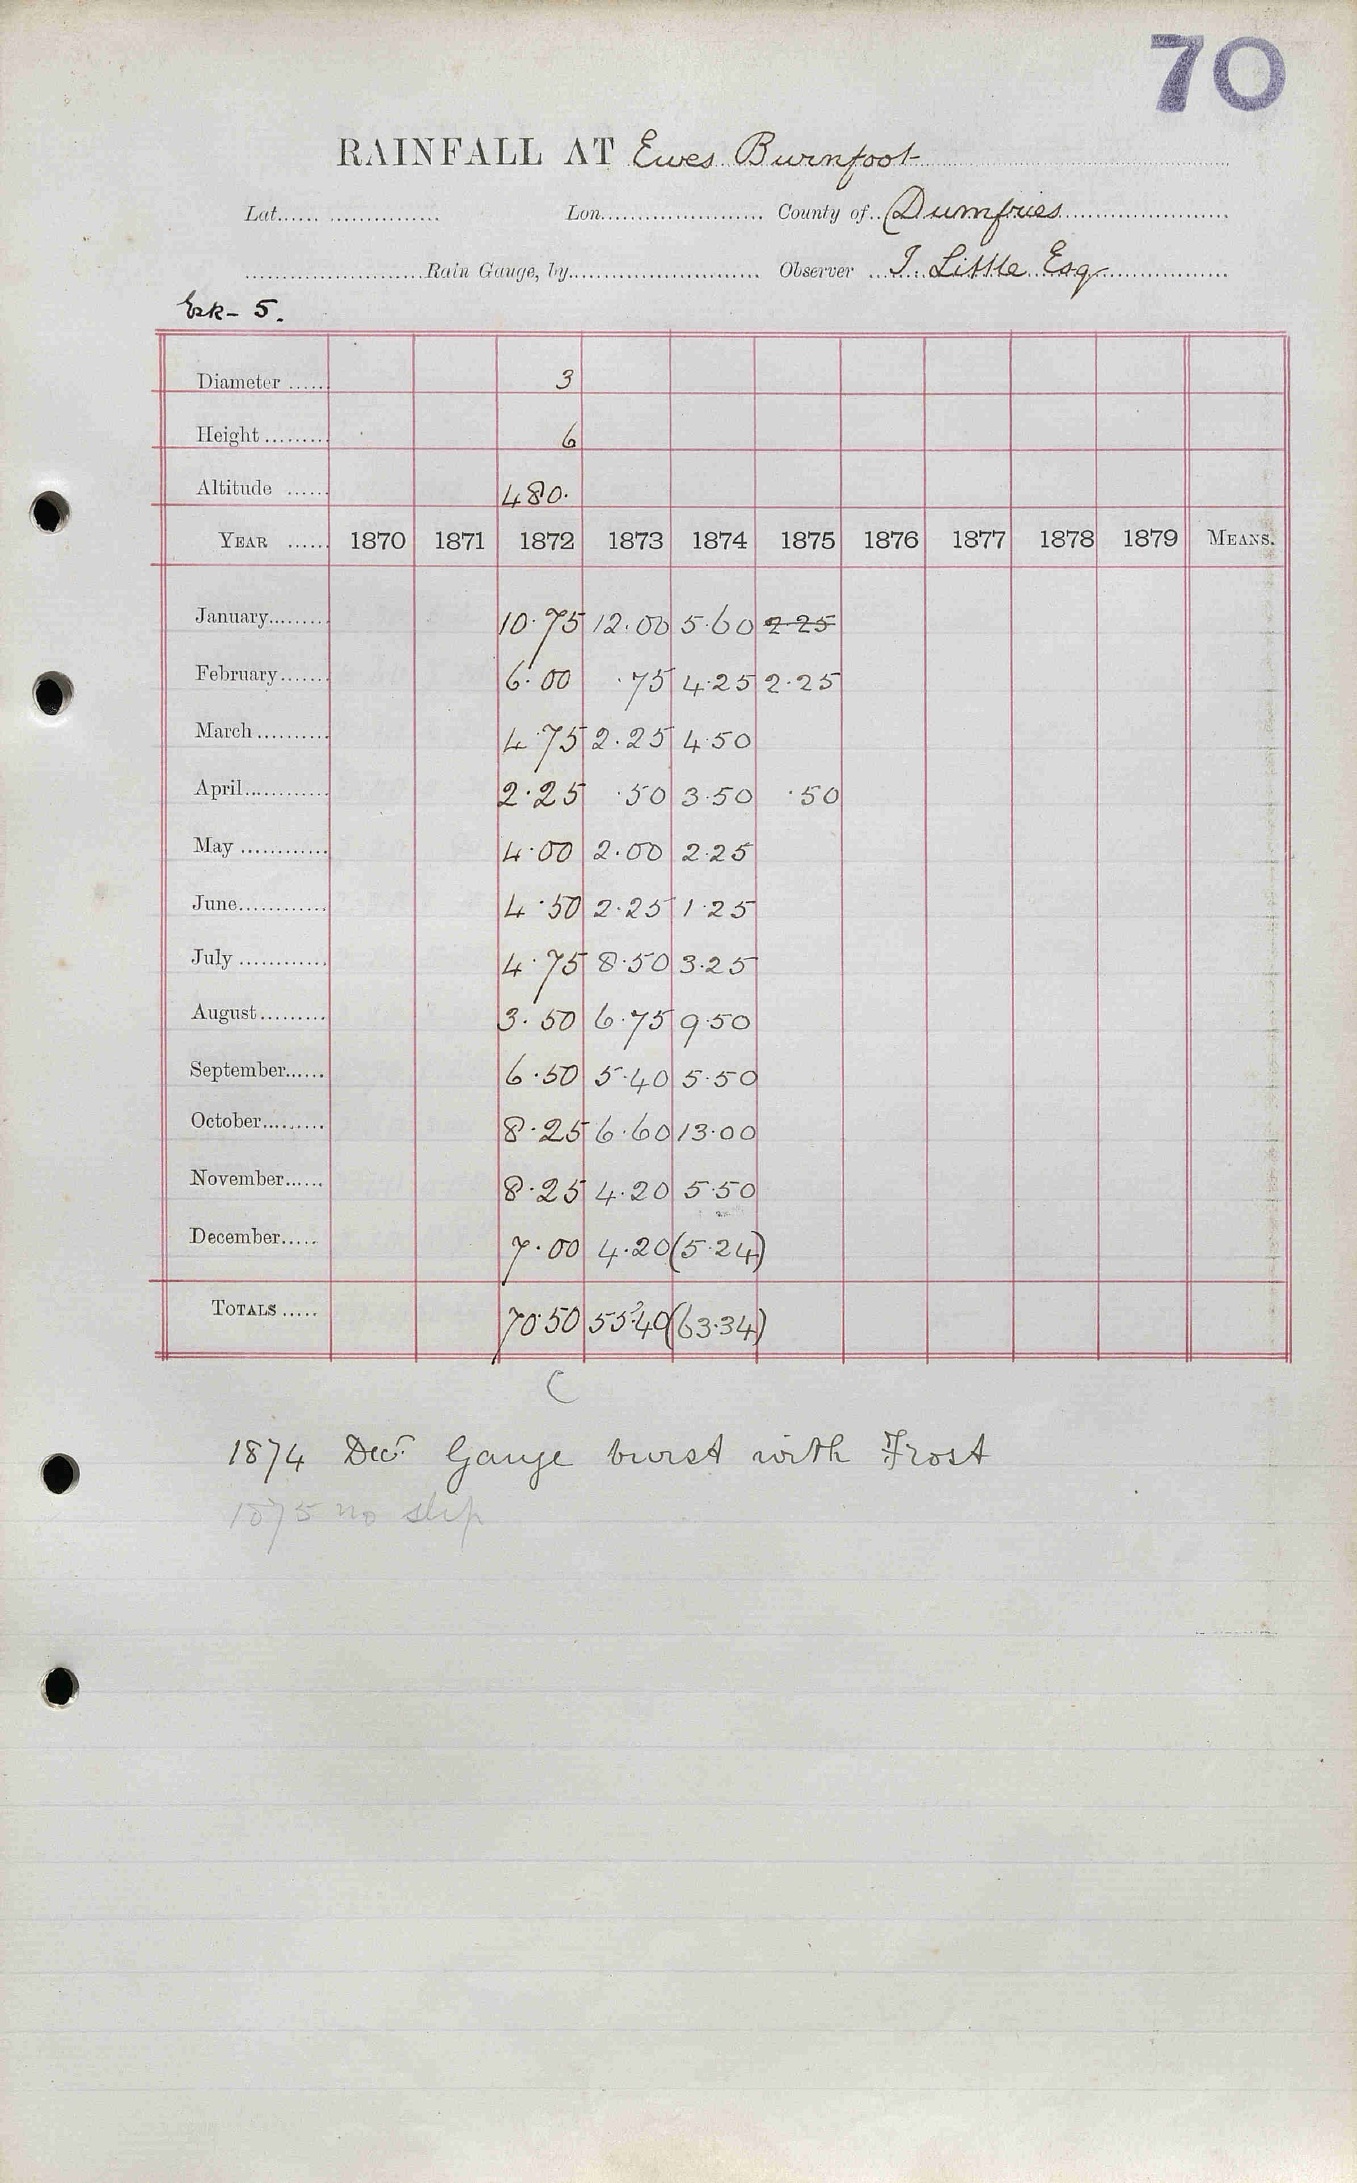 70
RAINFALL AT Ewes Burnfoot
Lat. Lon. County of Dumfries
Rain Gauge, by Observer J. Little Esq
Esk - 5.
Diameter 3
Height 6
Altitude 480.
YEAR 1870 1871 1872 1873 1874 1875 1876 1877 1878 1879 MEANS.
January 10.75 12.00 5.60 2.25
February 6.00 .75 4.25 2.25
March 4.75 2.25 4.50
April 2.25 .50 3.50 .50
May 4.00 2.00 2.25
June 4.50 2.25 1.25
July 4.75 8.50 3.25
August 3.50 6.75 9.50
September 6.50 5.40 5.50
October 8.25 6.60 13.00
November 8.25 4.20 5.50
December 7.00 4.20 (5.24)
TOTALS 70.50 55.40 (63.34)
C
1874 Decr. Gauge burst with Frost
1875 no slip